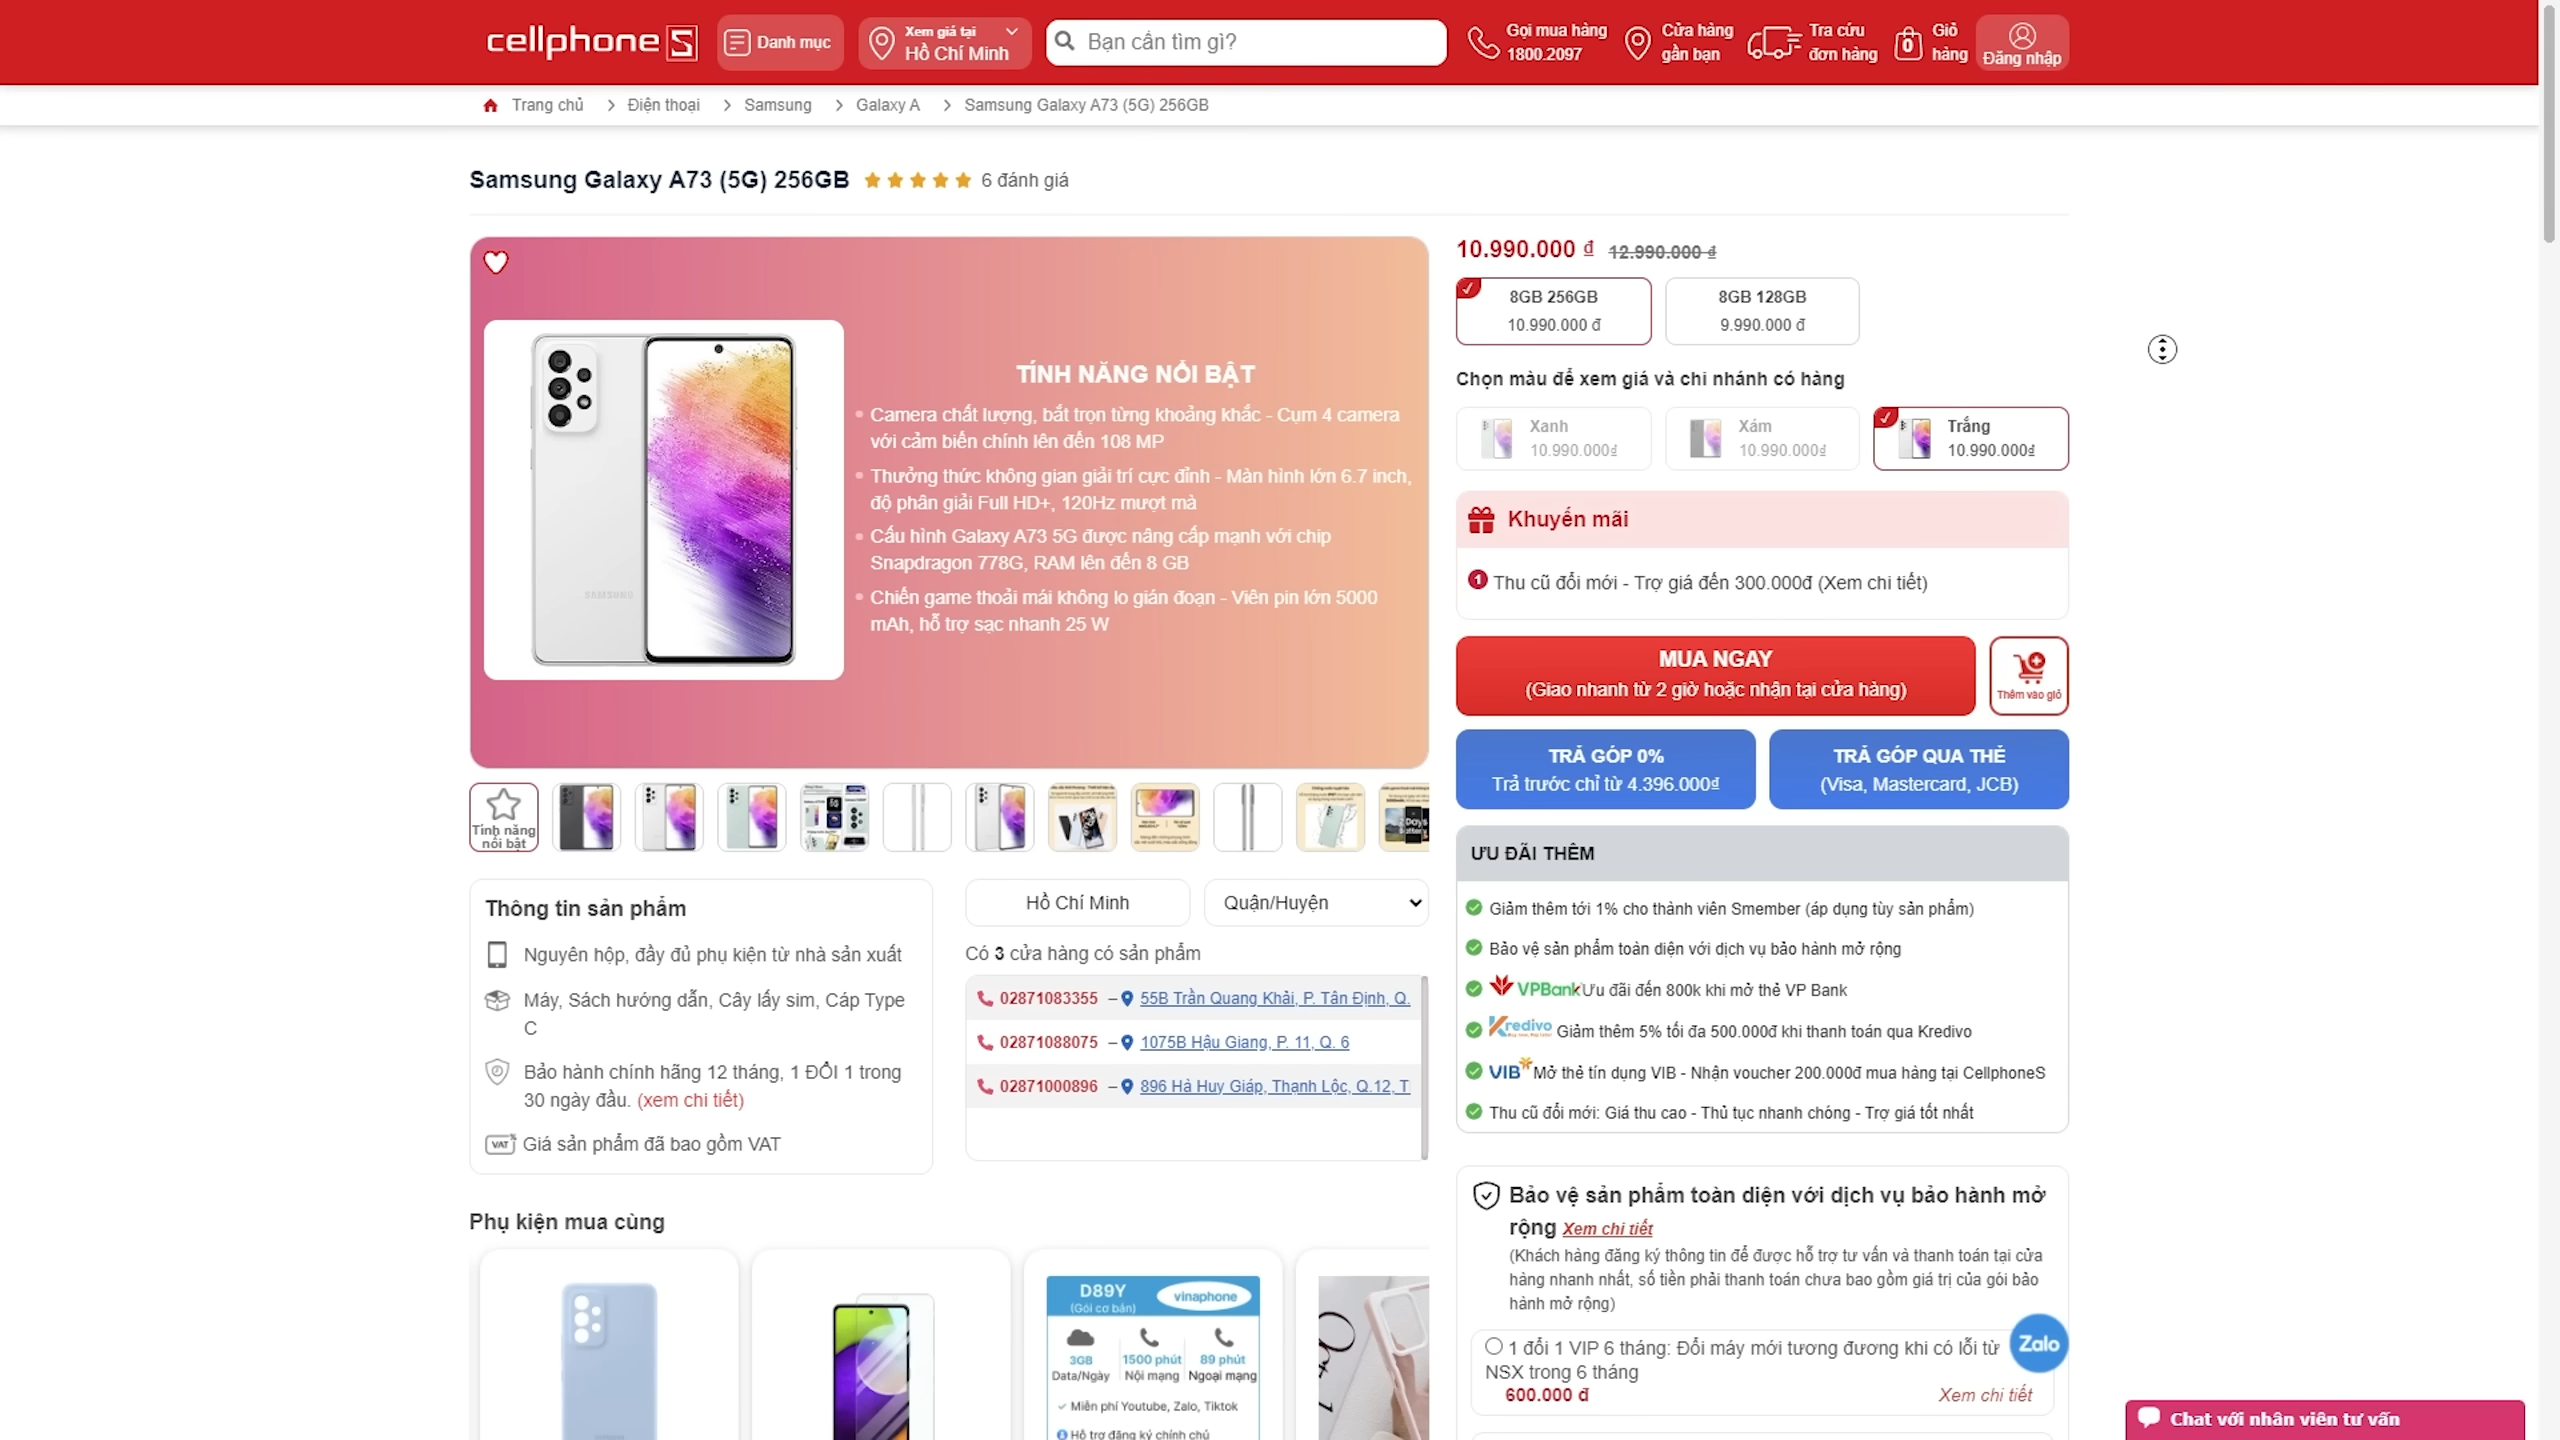 cellphoneS
Danh mục
Xem giá tại
Hồ Chí Minh
Bạn cần tìm gì?
Gọi mua hàng
1800.2097
Cửa hàng
gần bạn
Tra cứu
đơn hàng
0
Giỏ
hàng
Đăng nhập
Trang chủ
Điện thoại
Samsung
Galaxy A
Samsung Galaxy A73 (5G) 256GB
Samsung Galaxy A73 (5G) 256GB
6 đánh giá
TÍNH NĂNG NỔI BẬT
Camera chất lượng, bắt trọn từng khoảng khắc - Cụm 4 camera
với cảm biến chính lên đến 108 MP
Thưởng thức không gian giải trí cực đỉnh - Màn hình lớn 6.7 inch,
độ phân giải Full HD+, 120Hz mượt mà
Cấu hình Galaxy A73 5G được nâng cấp mạnh với chip
Snapdragon 778G, RAM lên đến 8 GB
Chiến game thoải mái không lo gián đoạn - Viên pin lớn 5000
mAh, hỗ trợ sạc nhanh 25 W
SAMSUNG
Tính năng
nổi bật
Thông tin sản phẩm
Nguyên hộp, đầy đủ phụ kiện từ nhà sản xuất
Máy, Sách hướng dẫn, Cây lấy sim, Cáp Type
C
Bảo hành chính hãng 12 tháng, 1 ĐỔI 1 trong
30 ngày đầu. (xem chi tiết)
VAT
Giá sản phẩm đã bao gồm VAT
Hồ Chí Minh
Quận/Huyện
Có 3 cửa hàng có sản phẩm
02871083355 – 55B Trần Quang Khải, P. Tân Định, Q.
02871088075 – 1075B Hậu Giang, P. 11, Q. 6
02871000896 – 896 Hà Huy Giáp, Thạnh Lộc, Q.12, T
Phụ kiện mua cùng
D89Y
(Gói cơ bản)
vinaphone
3GB
Data/Ngày
1500 phút
Nội mạng
89 phút
Ngoại mạng
Miễn phí Youtube, Zalo, Tiktok
Hỗ trợ đăng ký chính chủ
10.990.000 đ 12.990.000 đ
8GB 256GB
10.990.000 đ
8GB 128GB
9.990.000 đ
Chọn màu để xem giá và chi nhánh có hàng
Xanh
10.990.000đ
Xám
10.990.000đ
Trắng
10.990.000đ
Khuyến mãi
1 Thu cũ đổi mới - Trợ giá đến 300.000đ (Xem chi tiết)
MUA NGAY
(Giao nhanh từ 2 giờ hoặc nhận tại cửa hàng)
Thêm vào giỏ
TRẢ GÓP 0%
Trả trước chỉ từ 4.396.000đ
TRẢ GÓP QUA THẺ
(Visa, Mastercard, JCB)
ƯU ĐÃI THÊM
Giảm thêm tới 1% cho thành viên Smember (áp dụng tùy sản phẩm)
Bảo vệ sản phẩm toàn diện với dịch vụ bảo hành mở rộng
VPBank Ưu đãi đến 800k khi mở thẻ VP Bank
Kredivo Giảm thêm 5% tối đa 500.000đ khi thanh toán qua Kredivo
VIB Mở thẻ tín dụng VIB - Nhận voucher 200.000đ mua hàng tại CellphoneS
Thu cũ đổi mới: Giá thu cao - Thủ tục nhanh chóng - Trợ giá tốt nhất
Bảo vệ sản phẩm toàn diện với dịch vụ bảo hành mở
rộng Xem chi tiết
(Khách hàng đăng ký thông tin để được hỗ trợ tư vấn và thanh toán tại cửa
hàng nhanh nhất, số tiền phải thanh toán chưa bao gồm giá trị của gói bảo
hành mở rộng)
1 đổi 1 VIP 6 tháng: Đổi máy mới tương đương khi có lỗi từ
NSX trong 6 tháng
600.000 đ
Xem chi tiết
Zalo
Chat với nhân viên tư vấn